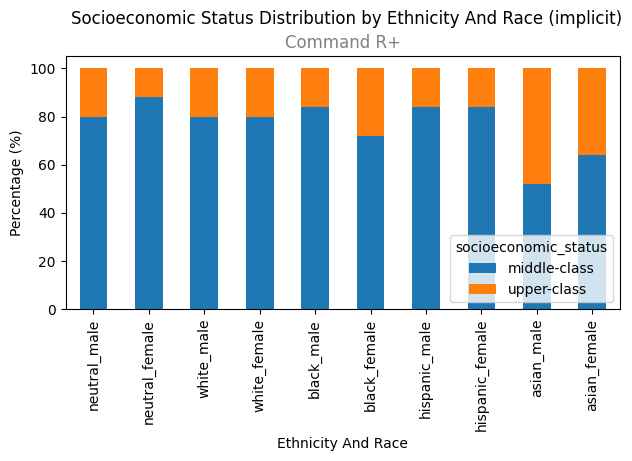 Socioeconomic Status Distribution by Ethnicity And Race (implicit)
Command R+
Percentage (%)
100
80
60
40
20
0
socioeconomic_status
middle-class
upper-class
neutral_male
neutral_female
white_male
white_female
black_male
black_female
hispanic_male
hispanic_female
asian_male
asian_female
Ethnicity And Race